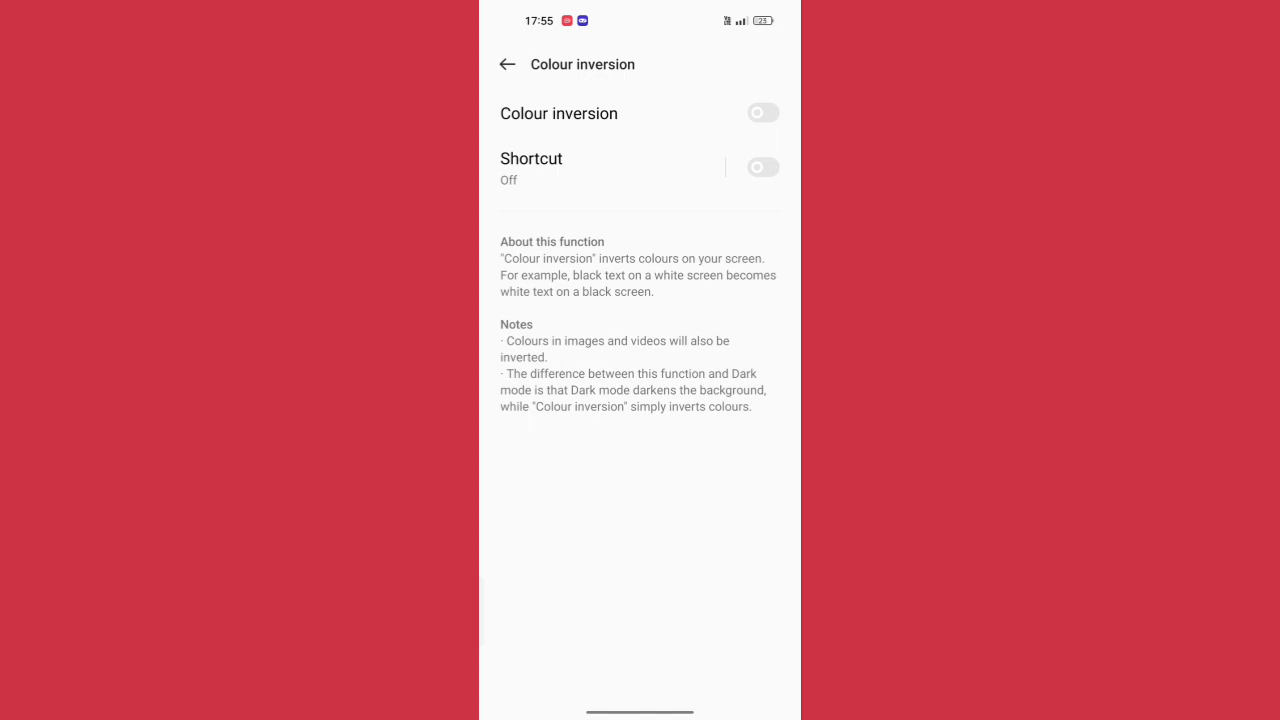 17:55
23
Colour inversion
Colour inversion
Shortcut
Off
About this function
"Colour inversion" inverts colours on your screen.
For example, black text on a white screen becomes
white text on a black screen.
Notes
· Colours in images and videos will also be
inverted.
· The difference between this function and Dark
mode is that Dark mode darkens the background,
while "Colour inversion" simply inverts colours.